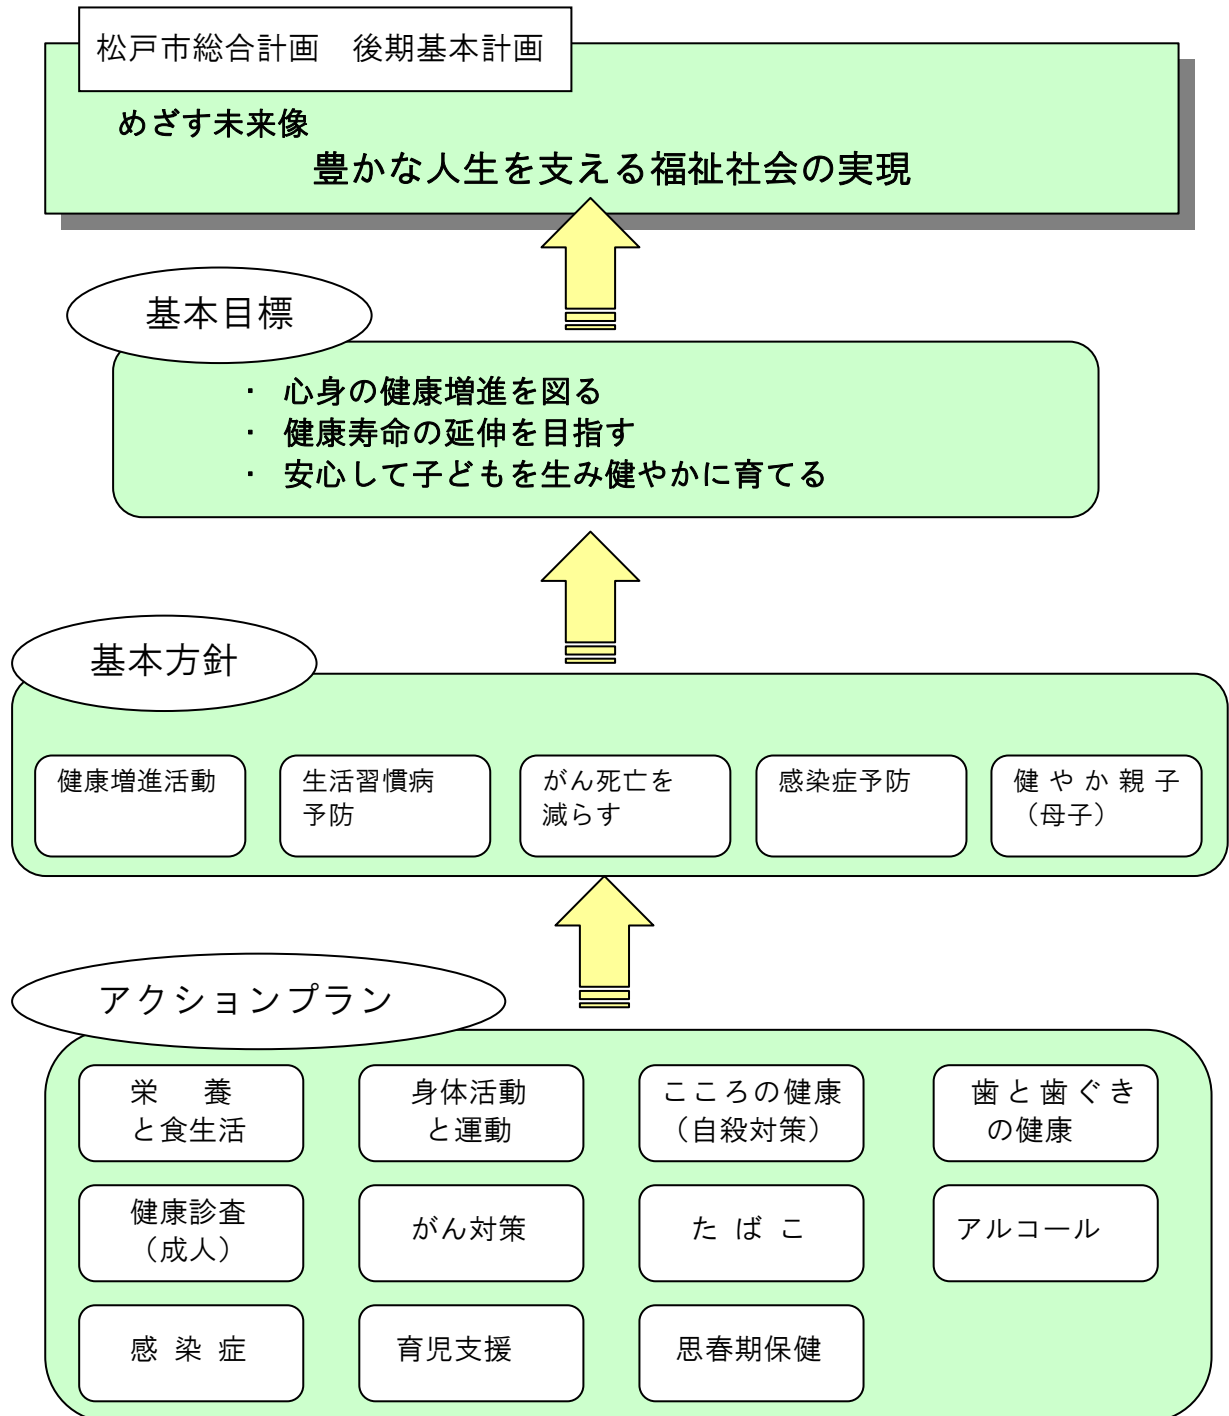 松戸市総合計画　後期基本計画
めざす未来像
豊かな人生を支える福祉社会の実現
基本目標
・ 心身の健康増進を図る
・ 健康寿命の延伸を目指す
・ 安心して子どもを生み健やかに育てる
基本方針
健康増進活動
生活習慣病
予防
がん死亡を
減らす
感染症予防
健やか親子
（母子）
アクションプラン
栄　養
と食生活
身体活動
と運動
こころの健康
（自殺対策）
歯と歯ぐき
の健康
健康診査
（成人）
がん対策
たばこ
アルコール
感染症
育児支援
思春期保健